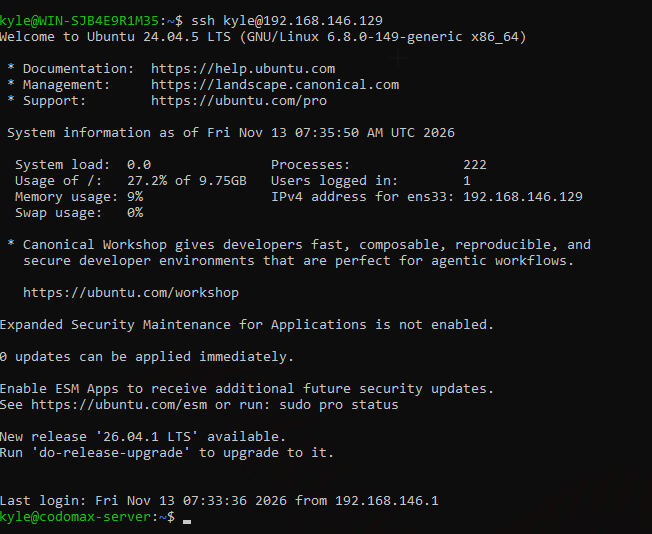 kyle@WIN-SJB4E9R1M35:~$ ssh kyle@192.168.146.129
Welcome to Ubuntu 24.04.5 LTS (GNU/Linux 6.8.0-149-generic x86_64)

 * Documentation:  https://help.ubuntu.com
 * Management:     https://landscape.canonical.com
 * Support:        https://ubuntu.com/pro

 System information as of Fri Nov 13 07:35:50 AM UTC 2026

  System load:  0.0               Processes:              222
  Usage of /:   27.2% of 9.75GB   Users logged in:        1
  Memory usage: 9%                IPv4 address for ens33: 192.168.146.129
  Swap usage:   0%

 * Canonical Workshop gives developers fast, composable, reproducible, and
   secure developer environments that are perfect for agentic workflows.

   https://ubuntu.com/workshop

Expanded Security Maintenance for Applications is not enabled.

0 updates can be applied immediately.

Enable ESM Apps to receive additional future security updates.
See https://ubuntu.com/esm or run: sudo pro status

New release '26.04.1 LTS' available.
Run 'do-release-upgrade' to upgrade to it.


Last login: Fri Nov 13 07:33:36 2026 from 192.168.146.1
kyle@codomax-server:~$